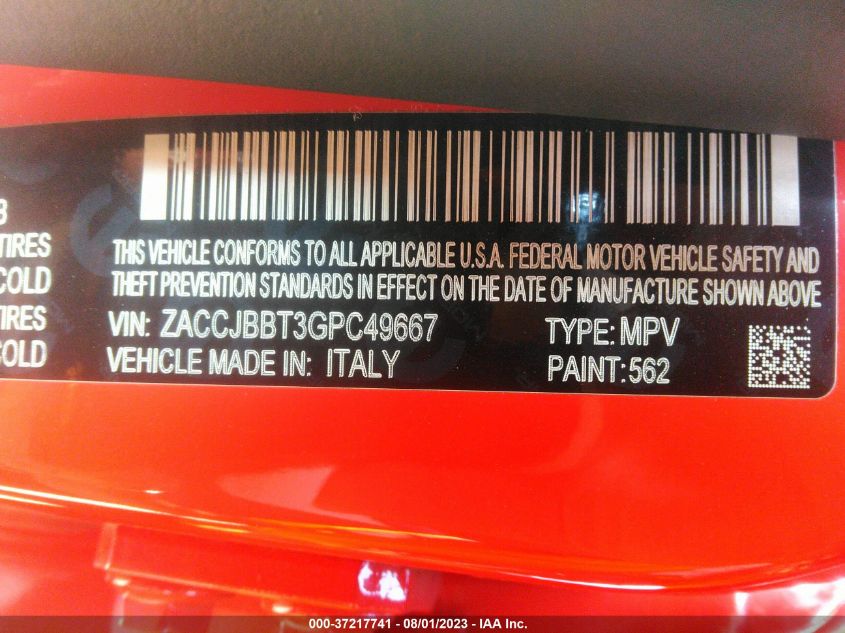 3
TIRES
COLD
TIRES
COLD
THIS VEHICLE CONFORMS TO ALL APPLICABLE U.S.A. FEDERAL MOTOR VEHICLE SAFETY AND
THEFT PREVENTION STANDARDS IN EFFECT ON THE DATE OF MANUFACTURE SHOWN ABOVE
VIN: ZACCJBBT3GPC49667 TYPE: MPV
VEHICLE MADE IN: ITALY PAINT: 562
000-37217741 - 08/01/2023 - IAA Inc.